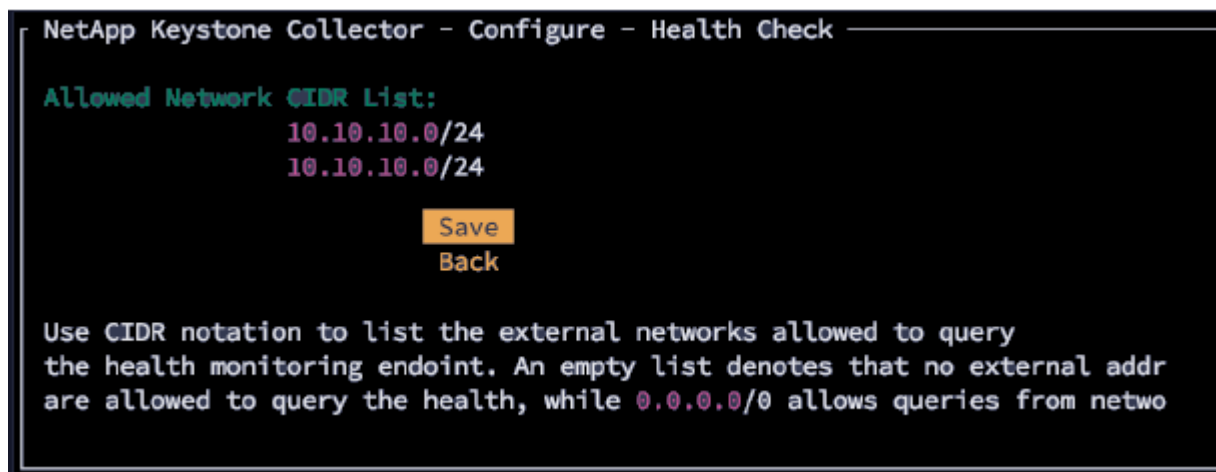 NetApp Keystone Collector - Configure - Health Check
Allowed Network CIDR List:
10.10.10.0/24
10.10.10.0/24
Save
Back
Use CIDR notation to list the external networks allowed to query
the health monitoring endoint. An empty list denotes that no external addr
are allowed to query the health, while 0.0.0.0/0 allows queries from netwo